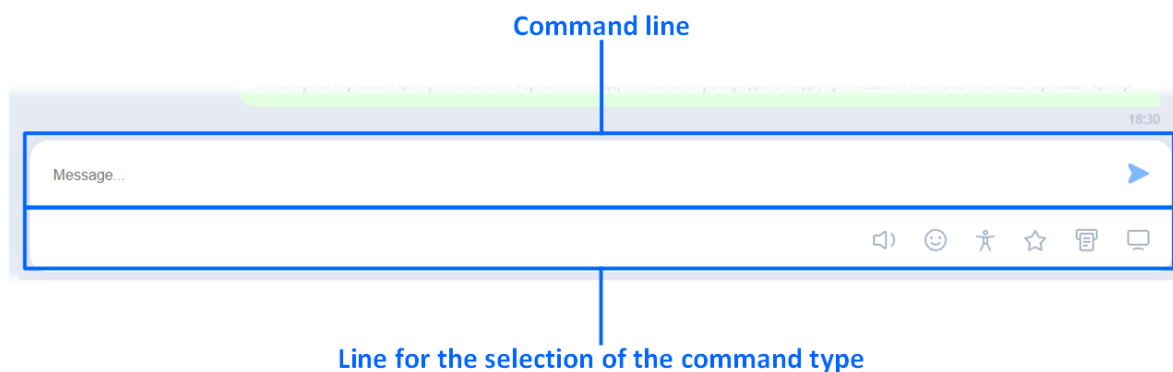 Command line
18:30
Message...
Line for the selection of the command type